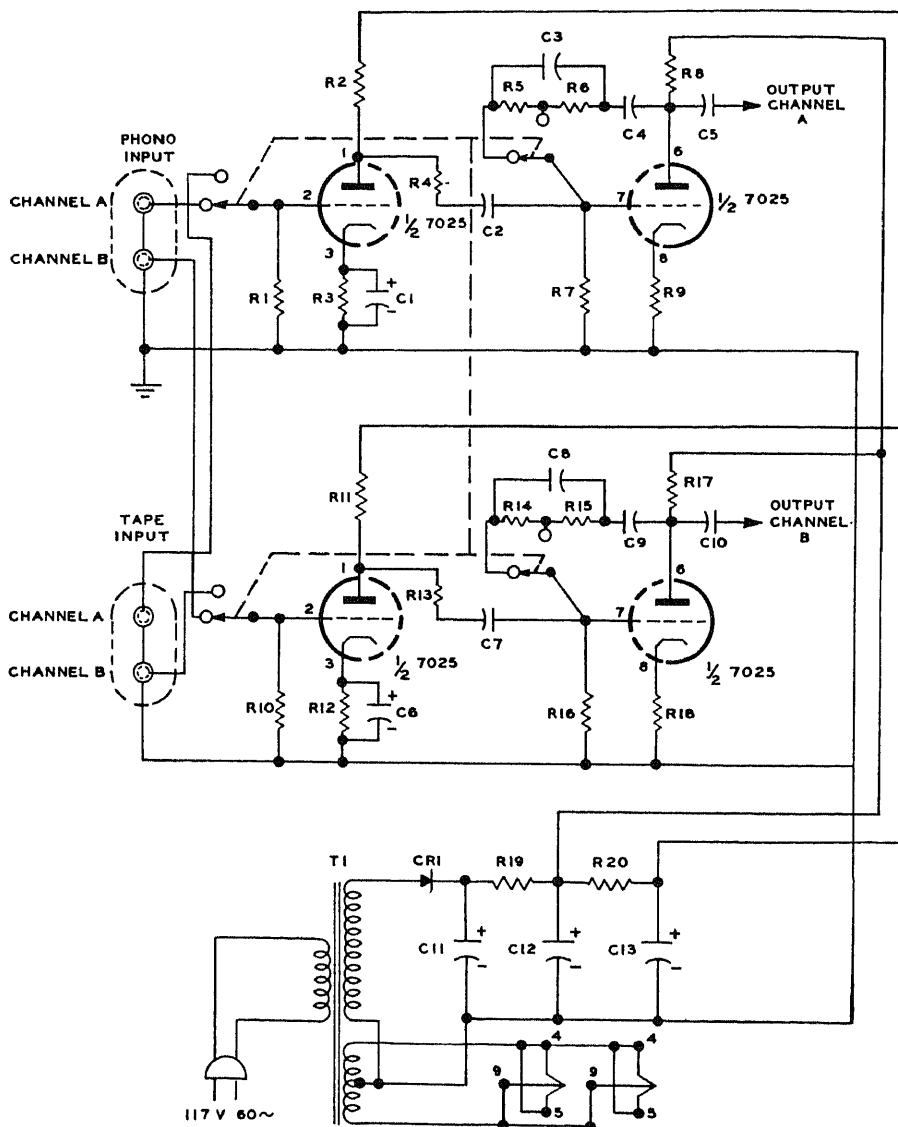 C3
R2
R5
R6
R8
C4
C5
OUTPUT
CHANNEL
A
PHONO
INPUT
1
6
CHANNEL A
R4
2
7
1/2 7025
1/2 7025
C2
3
8
CHANNEL B
R1
R3
+
C1
-
R7
R9
C8
R11
R14
R15
R17
C9
C10
OUTPUT
CHANNEL
B
TAPE
INPUT
1
6
R13
CHANNEL A
2
7
C7
3
1/2 7025
8
1/2 7025
CHANNEL B
R10
R12
+
C6
-
R16
R18
T1
CR1
R19
R20
C11
+
-
C12
+
-
C13
+
-
4
4
9
9
5
5
117 V 60~